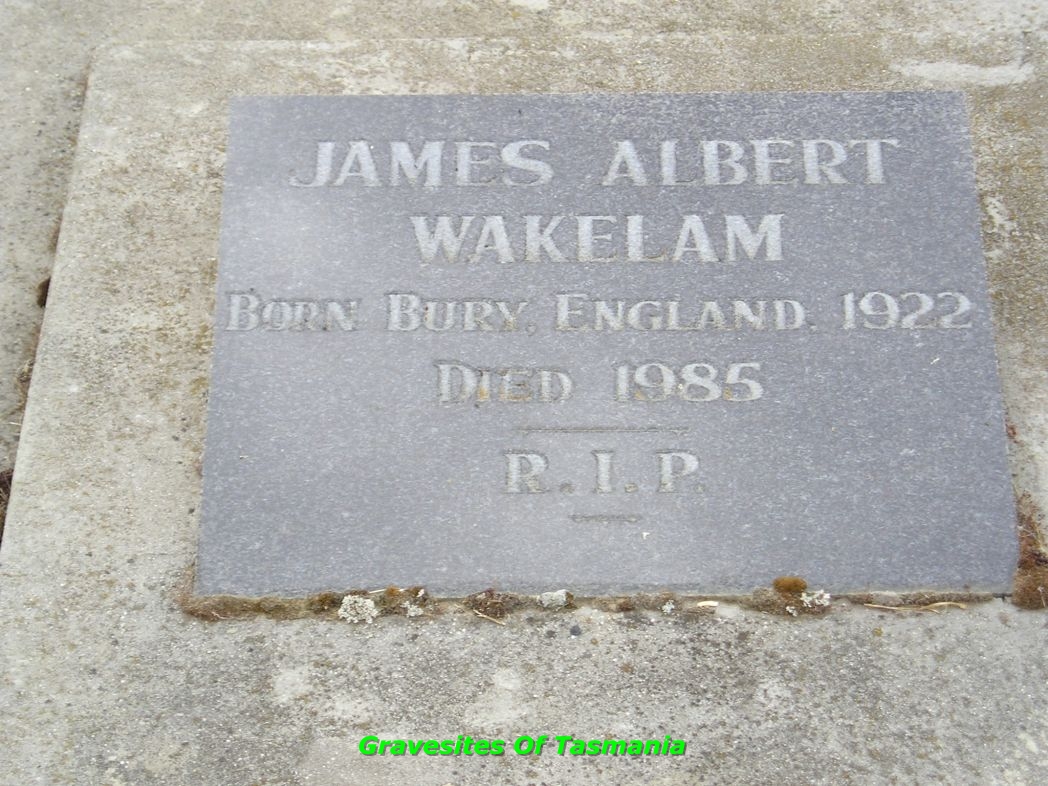 JAMES ALBERT
WAKELAM
BORN BURY, ENGLAND. 1922
DIED 1985
R.I.P.
Gravesites Of Tasmania